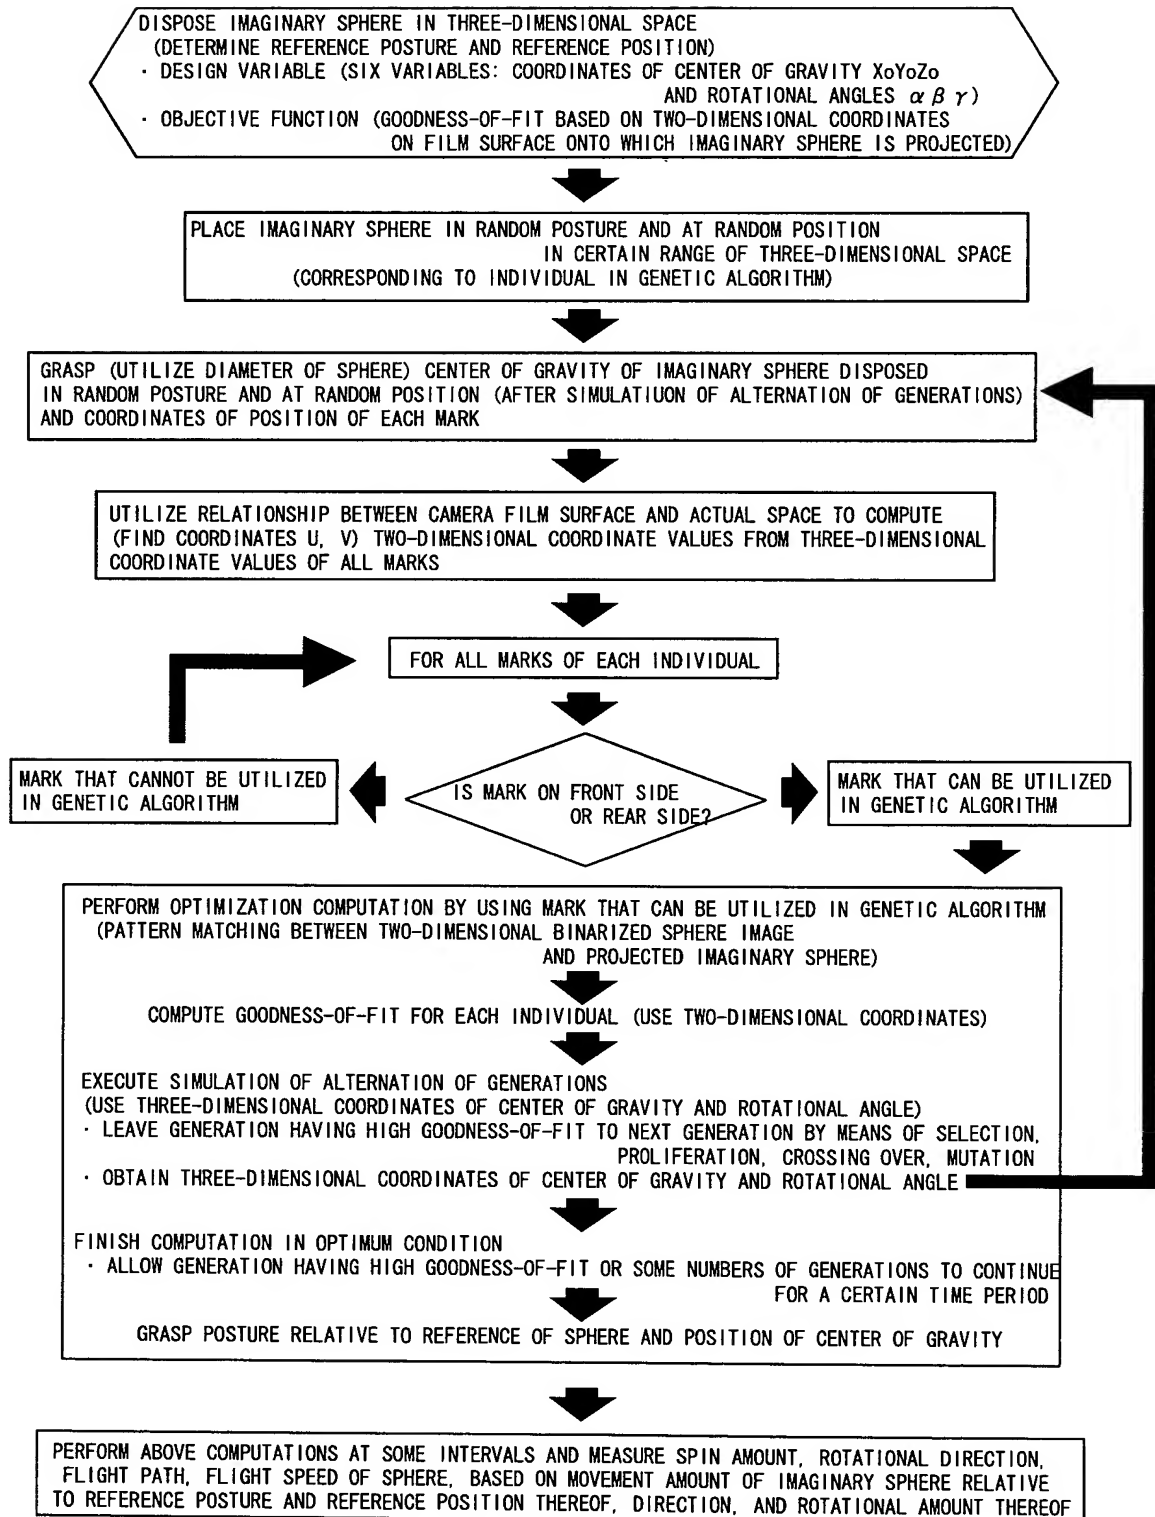 DISPOSE IMAGINARY SPHERE IN THREE-DIMENSIONAL SPACE
(DETERMINE REFERENCE POSTURE AND REFERENCE POSITION)
· DESIGN VARIABLE (SIX VARIABLES: COORDINATES OF CENTER OF GRAVITY XoYoZo
AND ROTATIONAL ANGLES α β γ)
· OBJECTIVE FUNCTION (GOODNESS-OF-FIT BASED ON TWO-DIMENSIONAL COORDINATES
ON FILM SURFACE ONTO WHICH IMAGINARY SPHERE IS PROJECTED)
PLACE IMAGINARY SPHERE IN RANDOM POSTURE AND AT RANDOM POSITION
IN CERTAIN RANGE OF THREE-DIMENSIONAL SPACE
(CORRESPONDING TO INDIVIDUAL IN GENETIC ALGORITHM)
GRASP (UTILIZE DIAMETER OF SPHERE) CENTER OF GRAVITY OF IMAGINARY SPHERE DISPOSED
IN RANDOM POSTURE AND AT RANDOM POSITION (AFTER SIMULATIUON OF ALTERNATION OF GENERATIONS)
AND COORDINATES OF POSITION OF EACH MARK
UTILIZE RELATIONSHIP BETWEEN CAMERA FILM SURFACE AND ACTUAL SPACE TO COMPUTE
(FIND COORDINATES U, V) TWO-DIMENSIONAL COORDINATE VALUES FROM THREE-DIMENSIONAL
COORDINATE VALUES OF ALL MARKS
FOR ALL MARKS OF EACH INDIVIDUAL
MARK THAT CANNOT BE UTILIZED
IN GENETIC ALGORITHM
IS MARK ON FRONT SIDE
OR REAR SIDE?
MARK THAT CAN BE UTILIZED
IN GENETIC ALGORITHM
PERFORM OPTIMIZATION COMPUTATION BY USING MARK THAT CAN BE UTILIZED IN GENETIC ALGORITHM
(PATTERN MATCHING BETWEEN TWO-DIMENSIONAL BINARIZED SPHERE IMAGE
AND PROJECTED IMAGINARY SPHERE)
COMPUTE GOODNESS-OF-FIT FOR EACH INDIVIDUAL (USE TWO-DIMENSIONAL COORDINATES)
EXECUTE SIMULATION OF ALTERNATION OF GENERATIONS
(USE THREE-DIMENSIONAL COORDINATES OF CENTER OF GRAVITY AND ROTATIONAL ANGLE)
· LEAVE GENERATION HAVING HIGH GOODNESS-OF-FIT TO NEXT GENERATION BY MEANS OF SELECTION,
PROLIFERATION, CROSSING OVER, MUTATION
· OBTAIN THREE-DIMENSIONAL COORDINATES OF CENTER OF GRAVITY AND ROTATIONAL ANGLE
FINISH COMPUTATION IN OPTIMUM CONDITION
· ALLOW GENERATION HAVING HIGH GOODNESS-OF-FIT OR SOME NUMBERS OF GENERATIONS TO CONTINUE
FOR A CERTAIN TIME PERIOD
GRASP POSTURE RELATIVE TO REFERENCE OF SPHERE AND POSITION OF CENTER OF GRAVITY
PERFORM ABOVE COMPUTATIONS AT SOME INTERVALS AND MEASURE SPIN AMOUNT, ROTATIONAL DIRECTION,
FLIGHT PATH, FLIGHT SPEED OF SPHERE, BASED ON MOVEMENT AMOUNT OF IMAGINARY SPHERE RELATIVE
TO REFERENCE POSTURE AND REFERENCE POSITION THEREOF, DIRECTION, AND ROTATIONAL AMOUNT THEREOF